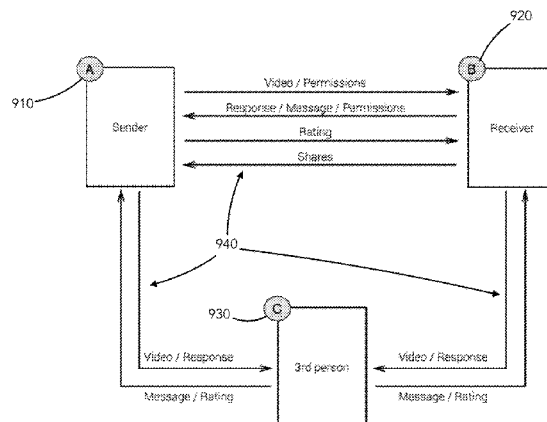 920
A
B
910
Video / Permissions
Response / Message / Permissions
Sender
Receiver
Rating
Shares
940
930
C
Video / Response
3rd person
Video / Response
Message / Rating
Message / Rating